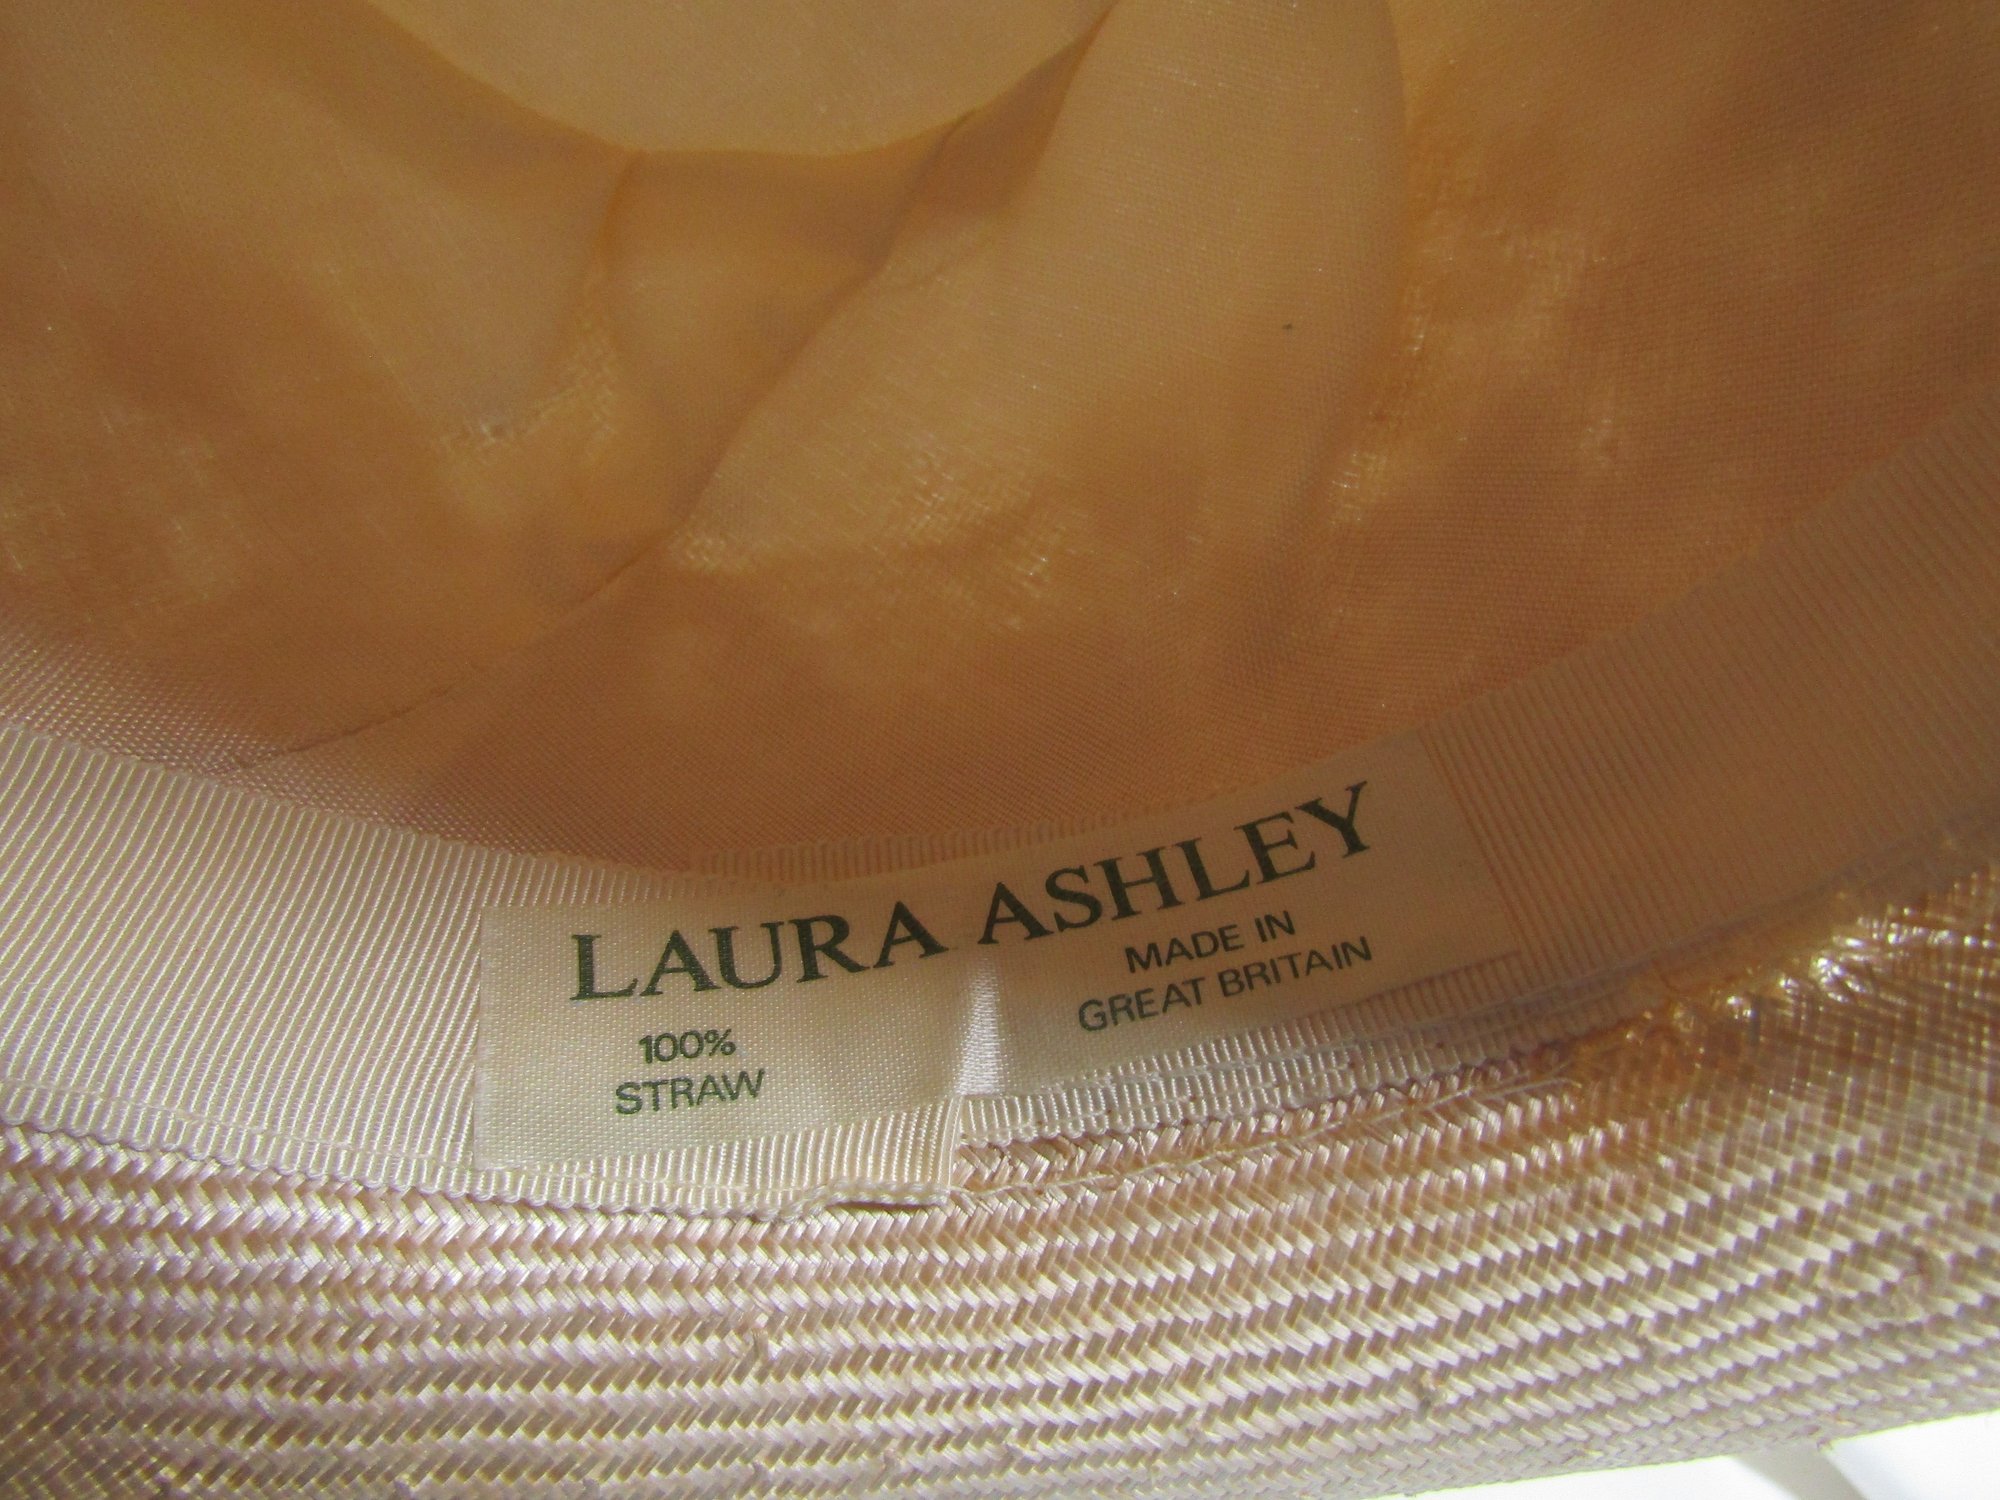 LAURA ASHLEY
100%
STRAW
MADE IN
GREAT BRITAIN